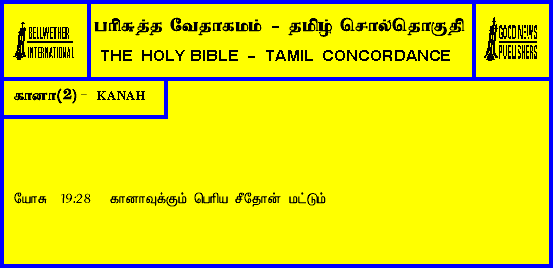 BELLWETHER
INTERNATIONAL
பரிசுத்த வேதாகமம் - தமிழ் சொல்தொகுதி
THE HOLY BIBLE - TAMIL CONCORDANCE
GOOD NEWS
PUBLISHERS
கானா(2) - KANAH
யோசு 19:28 கானாவுக்கும் பெரிய சீதோன் மட்டும்